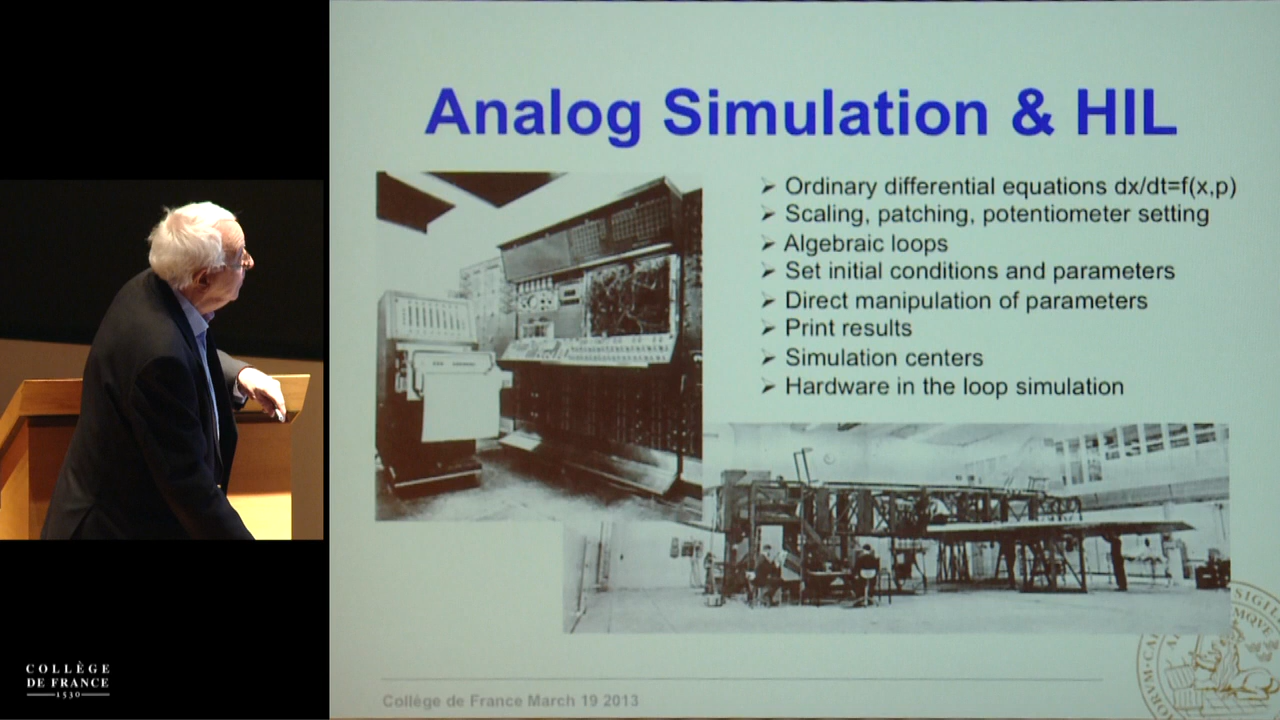 Analog Simulation & HIL
➢ Ordinary differential equations dx/dt=f(x,p)
➢ Scaling, patching, potentiometer setting
➢ Algebraic loops
➢ Set initial conditions and parameters
➢ Direct manipulation of parameters
➢ Print results
➢ Simulation centers
➢ Hardware in the loop simulation
COLLÈGE
DE FRANCE
1530
Collège de France March 19 2013